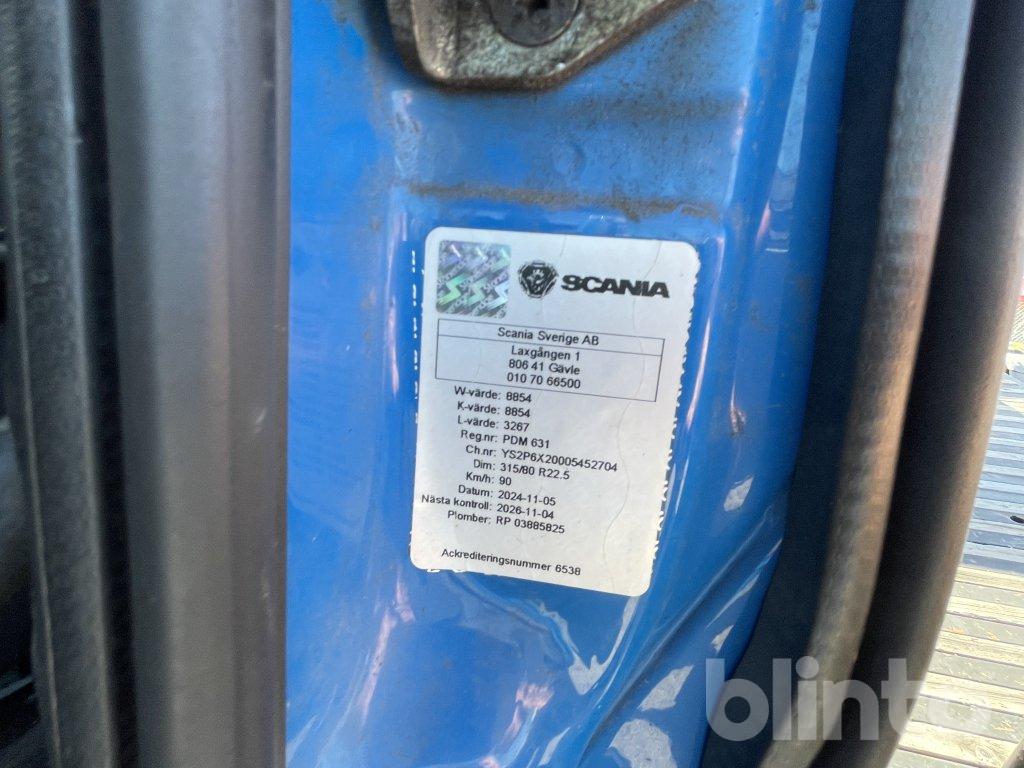 SCANIA
Scania Sverige AB
Laxgången 1
806 41 Gävle
010 70 66500
W-värde: 8854
K-värde: 8854
L-värde: 3267
Reg.nr: PDM 631
Ch.nr: YS2P6X20005452704
Dim: 315/80 R22.5
Km/h: 90
Datum: 2024-11-05
Nästa kontroll: 2026-11-04
Plomber: RP 03885825
Ackrediteringsnummer 6538
blinto